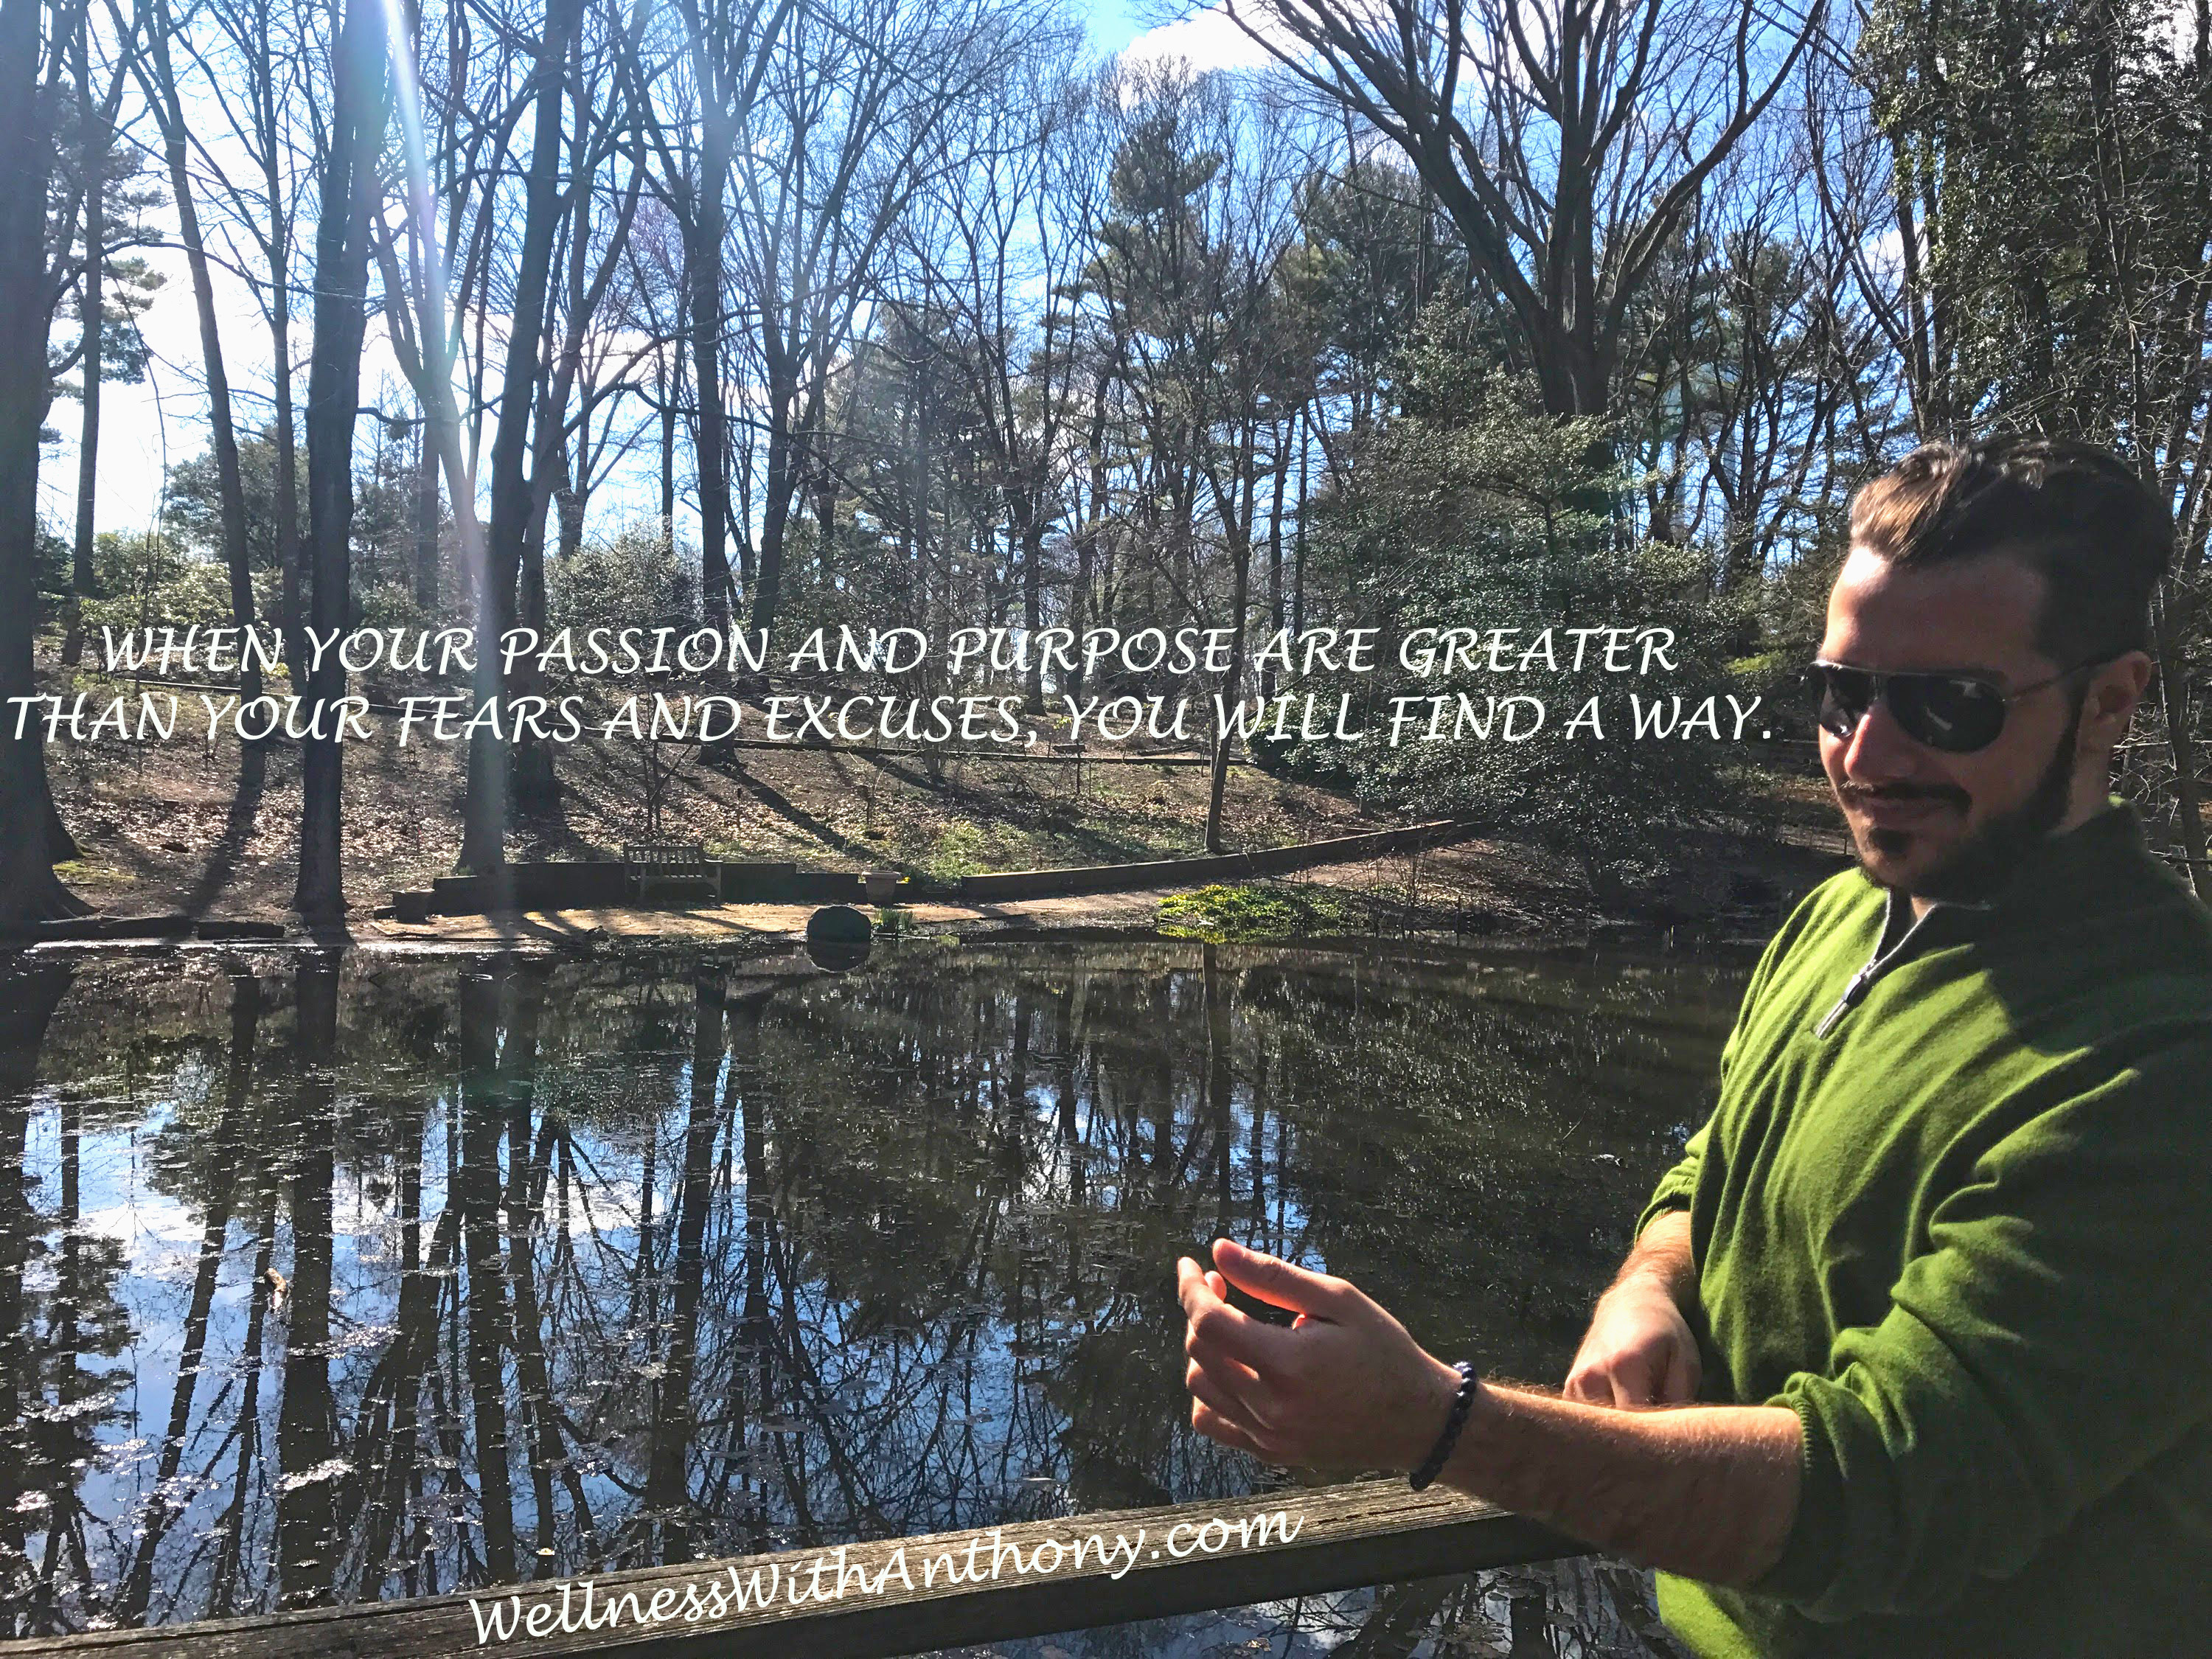 WHEN YOUR PASSION AND PURPOSE ARE GREATER
THAN YOUR FEARS AND EXCUSES, YOU WILL FIND A WAY.
WellnessWithAnthony.com